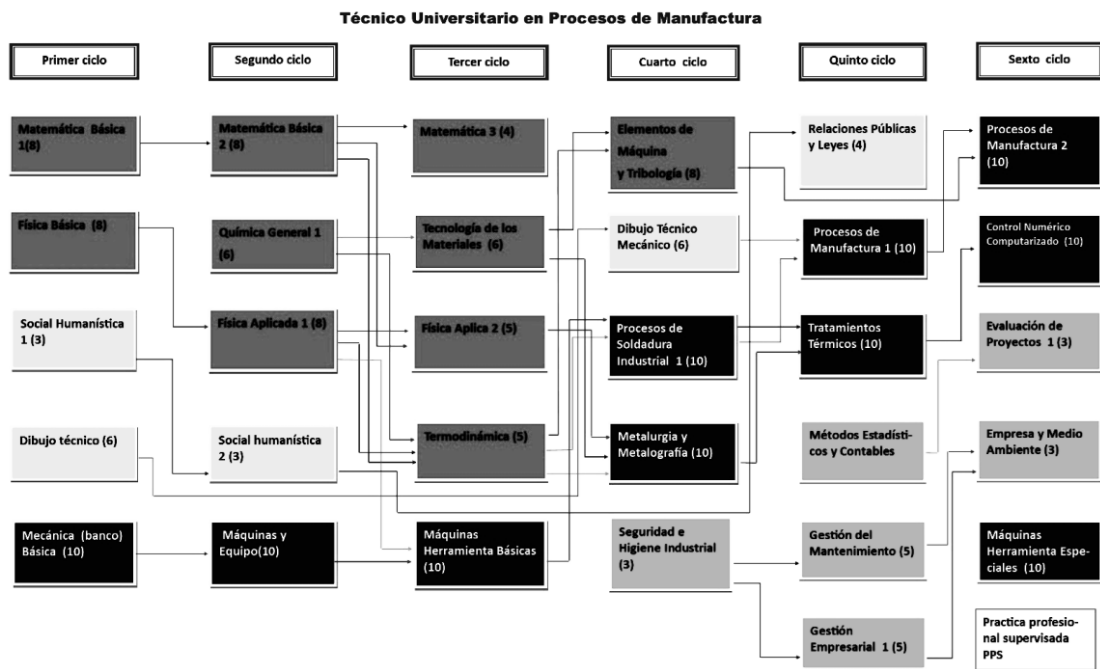 Técnico Universitario en Procesos de Manufactura
Primer ciclo
Segundo ciclo
Tercer ciclo
Cuarto ciclo
Quinto ciclo
Sexto ciclo
Matemática Básica
1(8)
Matemática Básica
2 (8)
Matemática 3 (4)
Elementos de
Máquina
y Tribología (8)
Relaciones Públicas
y Leyes (4)
Procesos de
Manufactura 2
(10)
Física Básica (8)
Química General 1
(6)
Tecnología de los
Materiales (6)
Dibujo Técnico
Mecánico (6)
Procesos de
Manufactura 1 (10)
Control Numérico
Computarizado (10)
Social Humanística
1 (3)
Física Aplicada 1 (8)
Física Aplica 2 (5)
Procesos de
Soldadura
Industrial 1 (10)
Tratamientos
Térmicos (10)
Evaluación de
Proyectos 1 (3)
Dibujo técnico (6)
Social humanística
2 (3)
Termodinámica (5)
Metalurgia y
Metalografía (10)
Métodos Estadísti-
cos y Contables
Empresa y Medio
Ambiente (3)
Mecánica (banco)
Básica (10)
Máquinas y
Equipo(10)
Máquinas
Herramienta Básicas
(10)
Seguridad e
Higiene Industrial
(3)
Gestión del
Mantenimiento (5)
Máquinas
Herramienta Espe-
ciales (10)
Gestión
Empresarial 1 (5)
Practica profesio-
nal supervisada
PPS